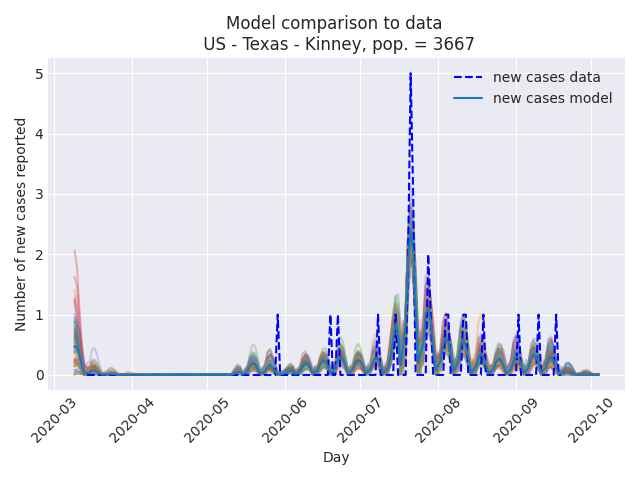 Model comparison to data
US - Texas - Kinney, pop. = 3667
new cases data
new cases model
Number of new cases reported
5
4
3
2
1
0
2020-03
2020-04
2020-05
2020-06
2020-07
2020-08
2020-09
2020-10
Day